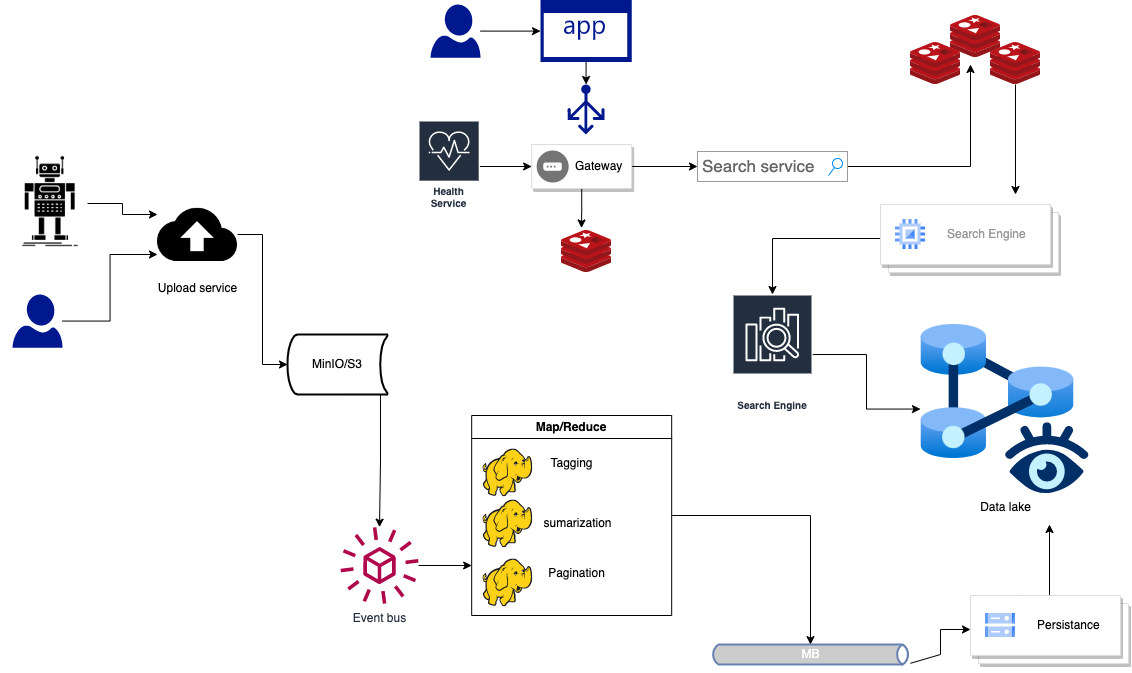 app
Gateway
Search service
Health
Service
Search Engine
Upload service
MinIO/S3
Search Engine
Map/Reduce
Tagging
sumarization
Pagination
Data lake
Event bus
Persistance
MB